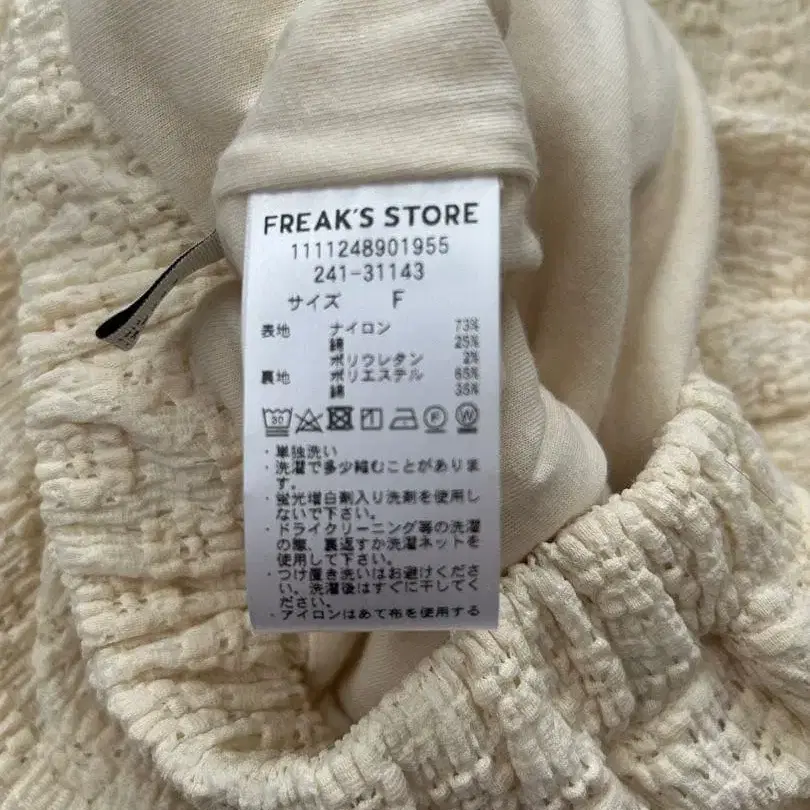 FREAK'S STORE
1111248901955
241-31143
サイズ F
表地 ナイロン 73%
綿 25%
ポリウレタン 2%
裏地 ポリエステル 65%
綿 35%
30 F W
・単独洗い
・洗濯で多少縮むことがありま
す。
・蛍光増白剤入り洗剤を使用し
ないで下さい。
・ドライクリーニング等の洗濯
の際、裏返すか洗濯ネットを
使用して下さい。
・つけ置き洗いはお避けくださ
い。洗濯後はすぐに干してく
ださい。
・アイロンはあて布を使用する